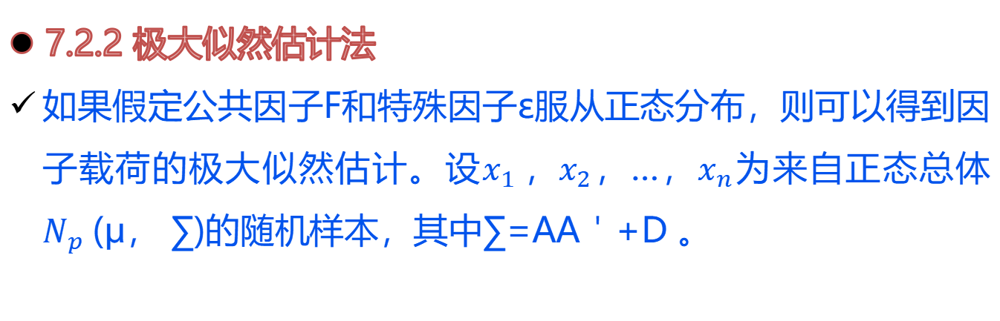 ● 7.2.2 极大似然估计法
✓ 如果假定公共因子F和特殊因子ε服从正态分布，则可以得到因
子载荷的极大似然估计。设x₁，x₂，…，xₙ为来自正态总体
Nₚ (μ， ∑)的随机样本，其中∑=AA＇+D 。